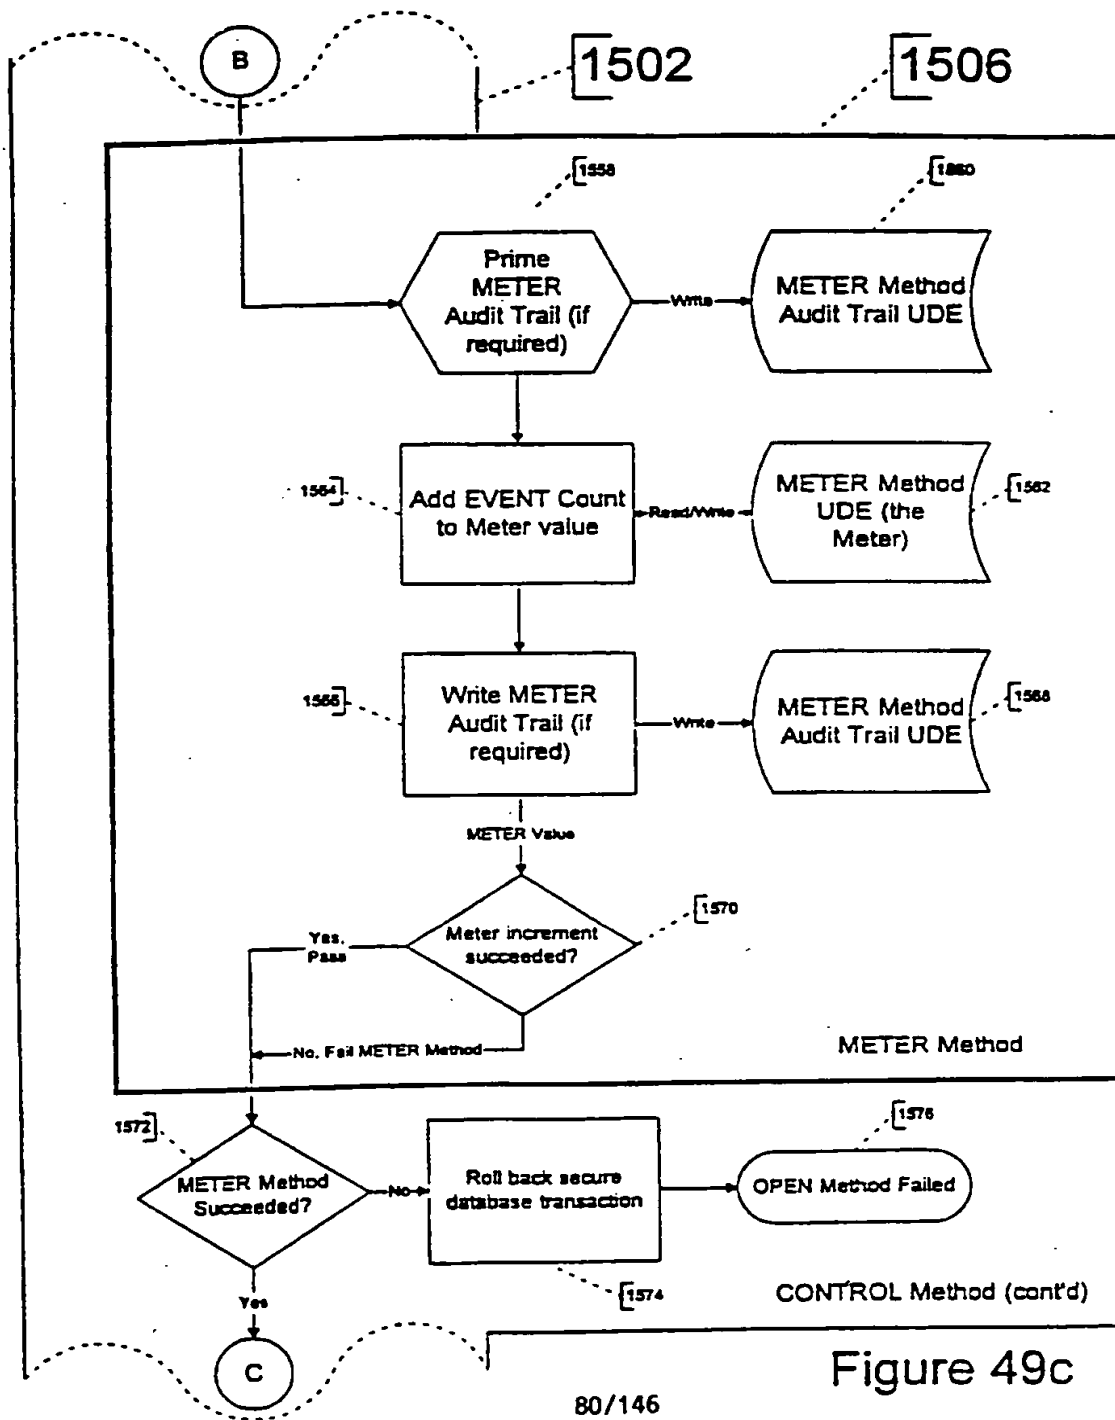 B
1502
1506
1558
1860
Prime
METER
Audit Trail (if
required)
Write
METER Method
Audit Trail UDE
1564
Add EVENT Count
to Meter value
Read/Write
METER Method
UDE (the
Meter)
1562
1566
Write METER
Audit Trail (if
required)
Write
METER Method
Audit Trail UDE
1568
METER Value
Meter increment
succeeded?
1570
Yes,
Pass
No, Fail METER Method
METER Method
1572
METER Method
Succeeded?
No
Roll back secure
database transaction
1576
OPEN Method Failed
1574
Yes
CONTROL Method (cont'd)
C
Figure 49c
80/146